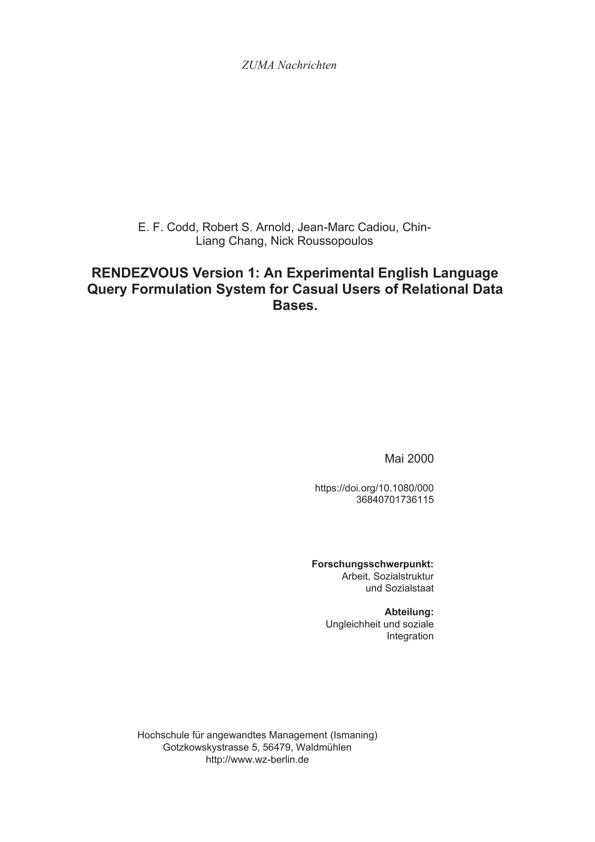 ZUMA Nachrichten
E. F. Codd, Robert S. Arnold, Jean-Marc Cadiou, Chin-
Liang Chang, Nick Roussopoulos
RENDEZVOUS Version 1: An Experimental English Language
Query Formulation System for Casual Users of Relational Data
Bases.
Mai 2000
https://doi.org/10.1080/000
36840701736115
Forschungsschwerpunkt:
Arbeit, Sozialstruktur
und Sozialstaat
Abteilung:
Ungleichheit und soziale
Integration
Hochschule für angewandtes Management (Ismaning)
Gotzkowskystrasse 5, 56479, Waldmühlen
http://www.wz-berlin.de